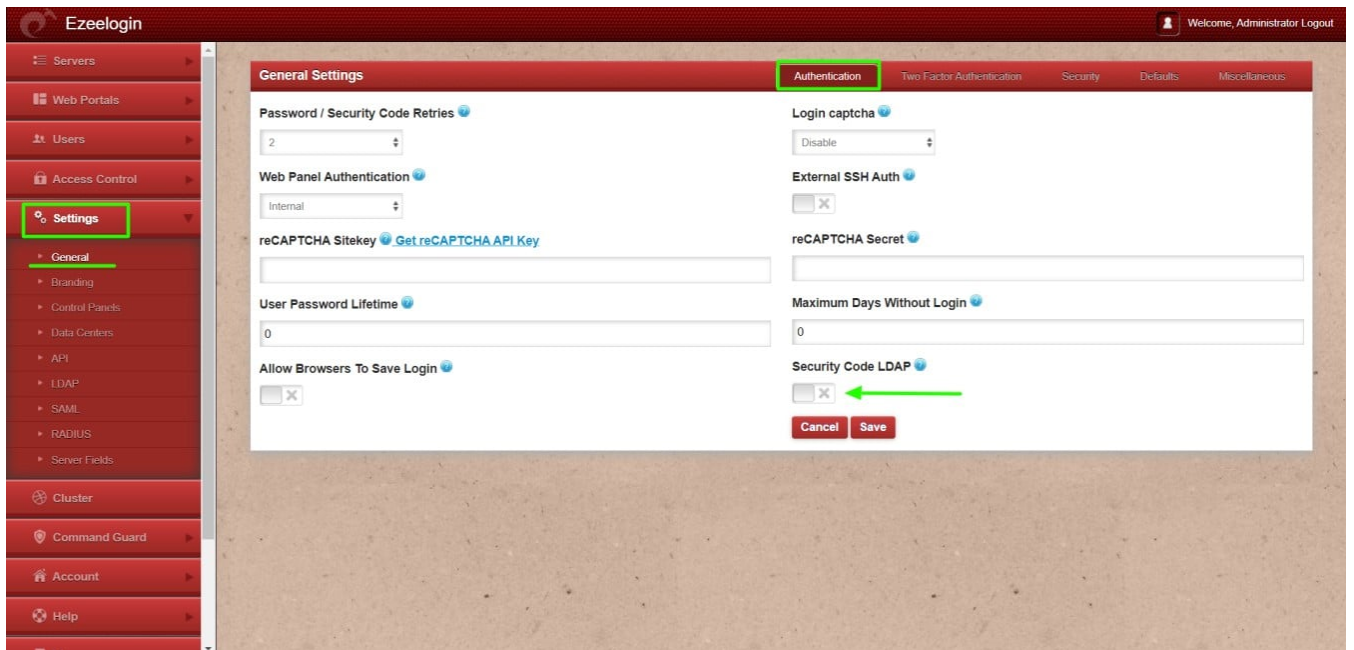 Ezeelogin
Welcome, Administrator Logout
Servers
Web Portals
Users
Access Control
Settings
General
Branding
Control Panels
Data Centers
API
LDAP
SAML
RADIUS
Server Fields
Cluster
Command Guard
Account
Help
General Settings
Authentication
Two Factor Authentication
Security
Defaults
Miscellaneous
Password / Security Code Retries
2
Login captcha
Disable
Web Panel Authentication
Internal
External SSH Auth
reCAPTCHA Sitekey Get reCAPTCHA API Key
reCAPTCHA Secret
User Password Lifetime
0
Maximum Days Without Login
0
Allow Browsers To Save Login
Security Code LDAP
Cancel
Save